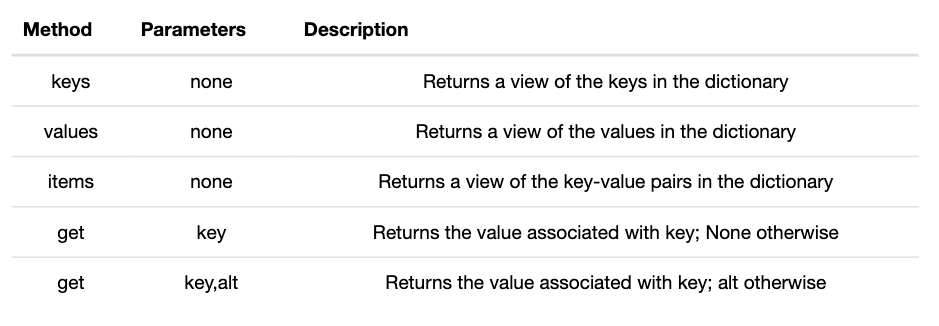 Method Parameters Description
keys none Returns a view of the keys in the dictionary
values none Returns a view of the values in the dictionary
items none Returns a view of the key-value pairs in the dictionary
get key Returns the value associated with key; None otherwise
get key,alt Returns the value associated with key; alt otherwise